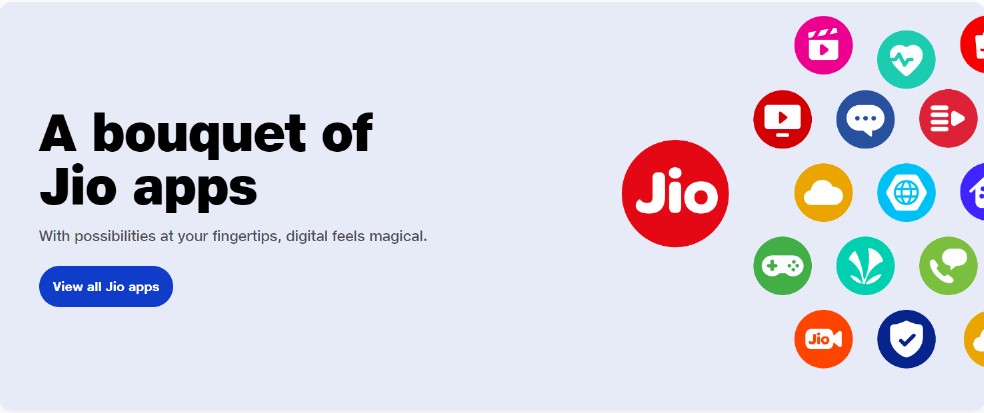 A bouquet of
Jio apps
With possibilities at your fingertips, digital feels magical.
View all Jio apps
Jio
Jio